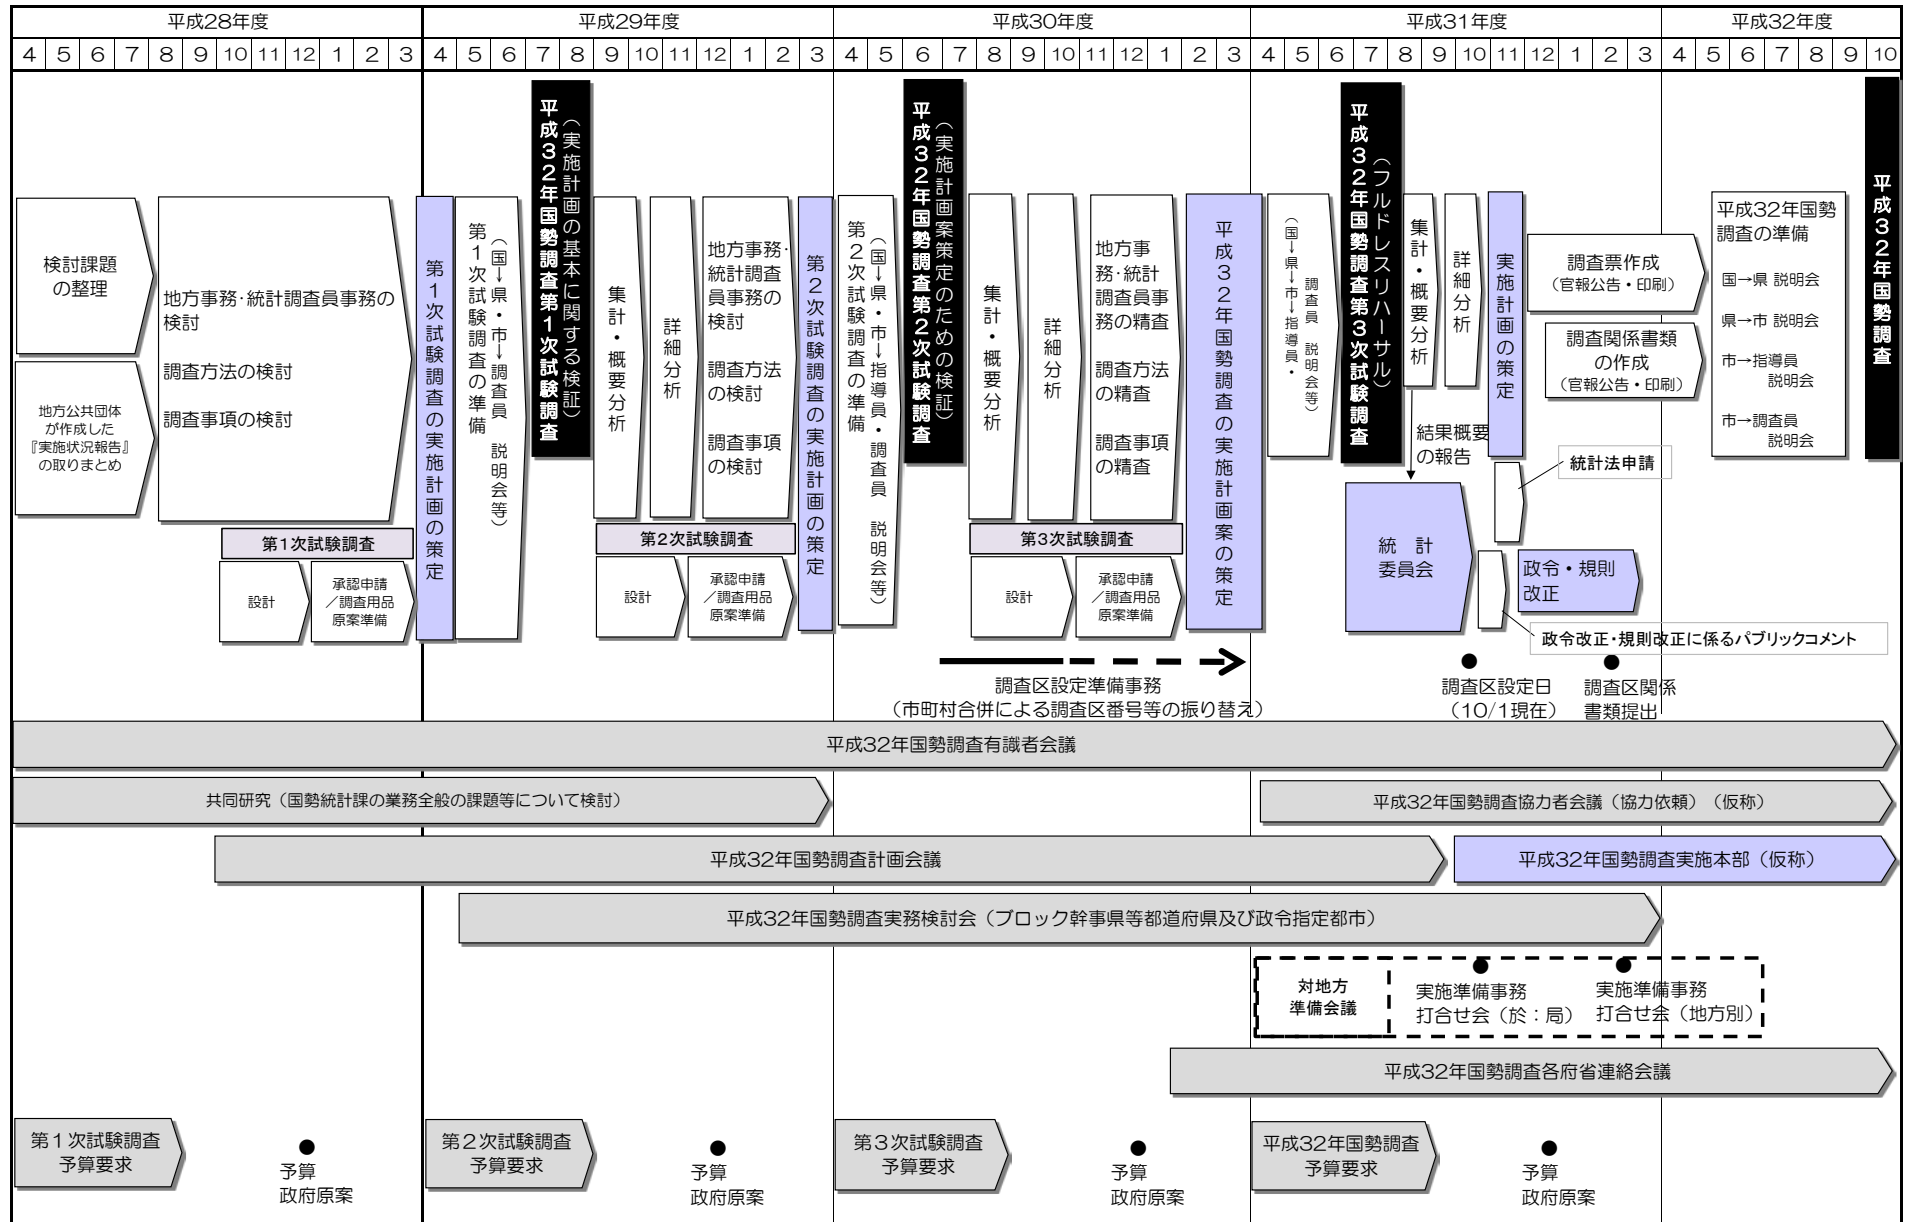 平成28年度
平成29年度
平成30年度
平成31年度
平成32年度
4 5 6 7 8 9 10 11 12 1 2 3 4 5 6 7 8 9 10 11 12 1 2 3 4 5 6 7 8 9 10 11 12 1 2 3 4 5 6 7 8 9 10 11 12 1 2 3 4 5 6 7 8 9 10
検討課題
の整理
地方公共団体
が作成した
『実施状況報告』
の取りまとめ
地方事務・統計調査員事務の
検討
調査方法の検討
調査事項の検討
第1次試験調査
設計
承認申請
／調査用品
原案準備
第1次試験調査の実施計画の策定
第1次試験調査の準備
（国→県・市→調査員 説明会等）
平成32年国勢調査第1次試験調査
（実施計画の基本に関する検証）
集計・概要分析
詳細分析
地方事務・
統計調査
員事務の
検討
調査方法
の検討
調査事項
の検討
第2次試験調査
設計
承認申請
／調査用品
原案準備
第2次試験調査の実施計画の策定
第2次試験調査の準備
（国→県・市→指導員・調査員 説明会等）
平成32年国勢調査第2次試験調査
（実施計画案策定のための検証）
集計・概要分析
詳細分析
地方事
務・統計
調査員事
務の精査
調査方法
の精査
調査事項
の精査
第3次試験調査
設計
承認申請
／調査用品
原案準備
平成32年国勢調査の実施計画案の策定
（国→県→市→指導員・
調査員 説明会等）
平成32年国勢調査第3次試験調査
（フルドレスリハーサル）
集計・概要分析
詳細分析
実施計画の策定
結果概要
の報告
統計
委員会
統計法申請
政令・規則
改正
政令改正・規則改正に係るパブリックコメント
調査票作成
（官報公告・印刷）
調査関係書類
の作成
（官報公告・印刷）
平成32年国勢
調査の準備
国→県 説明会
県→市 説明会
市→指導員
説明会
市→調査員
説明会
平成32年国勢調査
調査区設定準備事務
（市町村合併による調査区番号等の振り替え）
調査区設定日
（10/1現在）
調査区関係
書類提出
平成32年国勢調査有識者会議
共同研究（国勢統計課の業務全般の課題等について検討）
平成32年国勢調査協力者会議（協力依頼）（仮称）
平成32年国勢調査計画会議
平成32年国勢調査実施本部（仮称）
平成32年国勢調査実務検討会（ブロック幹事県等都道府県及び政令指定都市）
対地方
準備会議
実施準備事務
打合せ会（於：局）
実施準備事務
打合せ会（地方別）
平成32年国勢調査各府省連絡会議
第1次試験調査
予算要求
予算
政府原案
第2次試験調査
予算要求
予算
政府原案
第3次試験調査
予算要求
予算
政府原案
平成32年国勢調査
予算要求
予算
政府原案